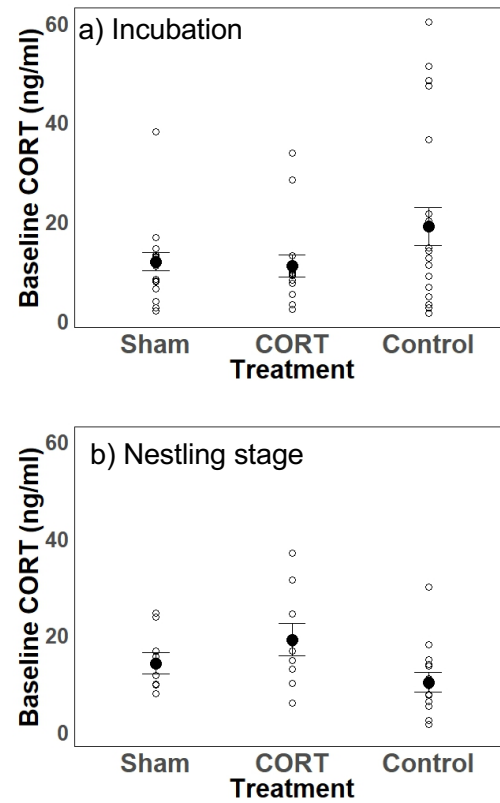 a) Incubation
Baseline CORT (ng/ml)
60
40
20
0
Sham CORT Control
Treatment
b) Nestling stage
Baseline CORT (ng/ml)
60
40
20
0
Sham CORT Control
Treatment